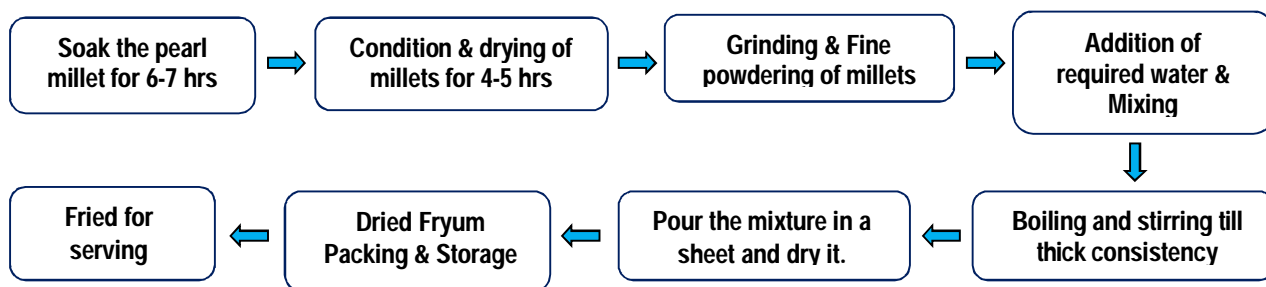 Soak the pearl
millet for 6-7 hrs
Condition & drying of
millets for 4-5 hrs
Grinding & Fine
powdering of millets
Addition of
required water &
Mixing
Boiling and stirring till
thick consistency
Pour the mixture in a
sheet and dry it.
Dried Fryum
Packing & Storage
Fried for
serving